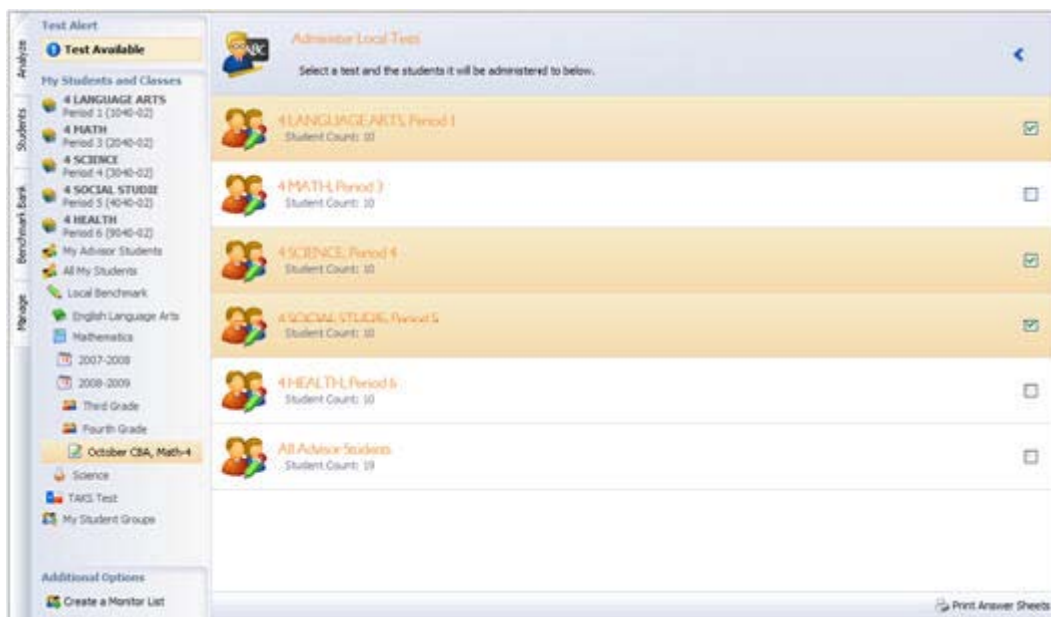 Analyze
Students
Benchmark Bank
Manage
Test Alert
Test Available
My Students and Classes
4 LANGUAGE ARTS
Period 1 (1040-02)
4 MATH
Period 3 (2040-02)
4 SCIENCE
Period 4 (3040-02)
4 SOCIAL STUDIE
Period 5 (4040-02)
4 HEALTH
Period 6 (9040-02)
My Advisor Students
All My Students
Local Benchmark
English Language Arts
Mathematics
2007-2008
2008-2009
Third Grade
Fourth Grade
October CBA, Math-4
Science
TAKS Test
My Student Groups
Additional Options
Create a Monitor List
ABC
Administer Local Tests
Select a test and the students it will be administered to below.
4 LANGUAGE ARTS, Period 1
Student Count: 10
4 MATH, Period 3
Student Count: 10
4 SCIENCE, Period 4
Student Count: 10
4 SOCIAL STUDIE, Period 5
Student Count: 10
4 HEALTH, Period 6
Student Count: 10
All Advisor Students
Student Count: 19
Print Answer Sheets